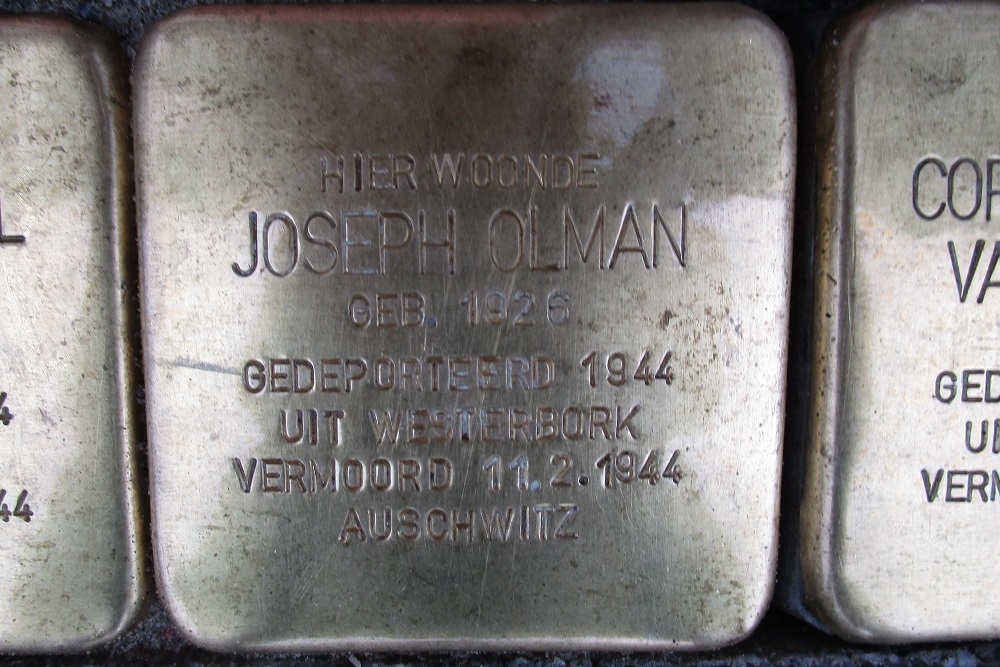 HIER WOONDE
JOSEPH OLMAN
GEB. 1926
GEDEPORTEERD 1944
UIT WESTERBORK
VERMOORD 11.2.1944
AUSCHWITZ